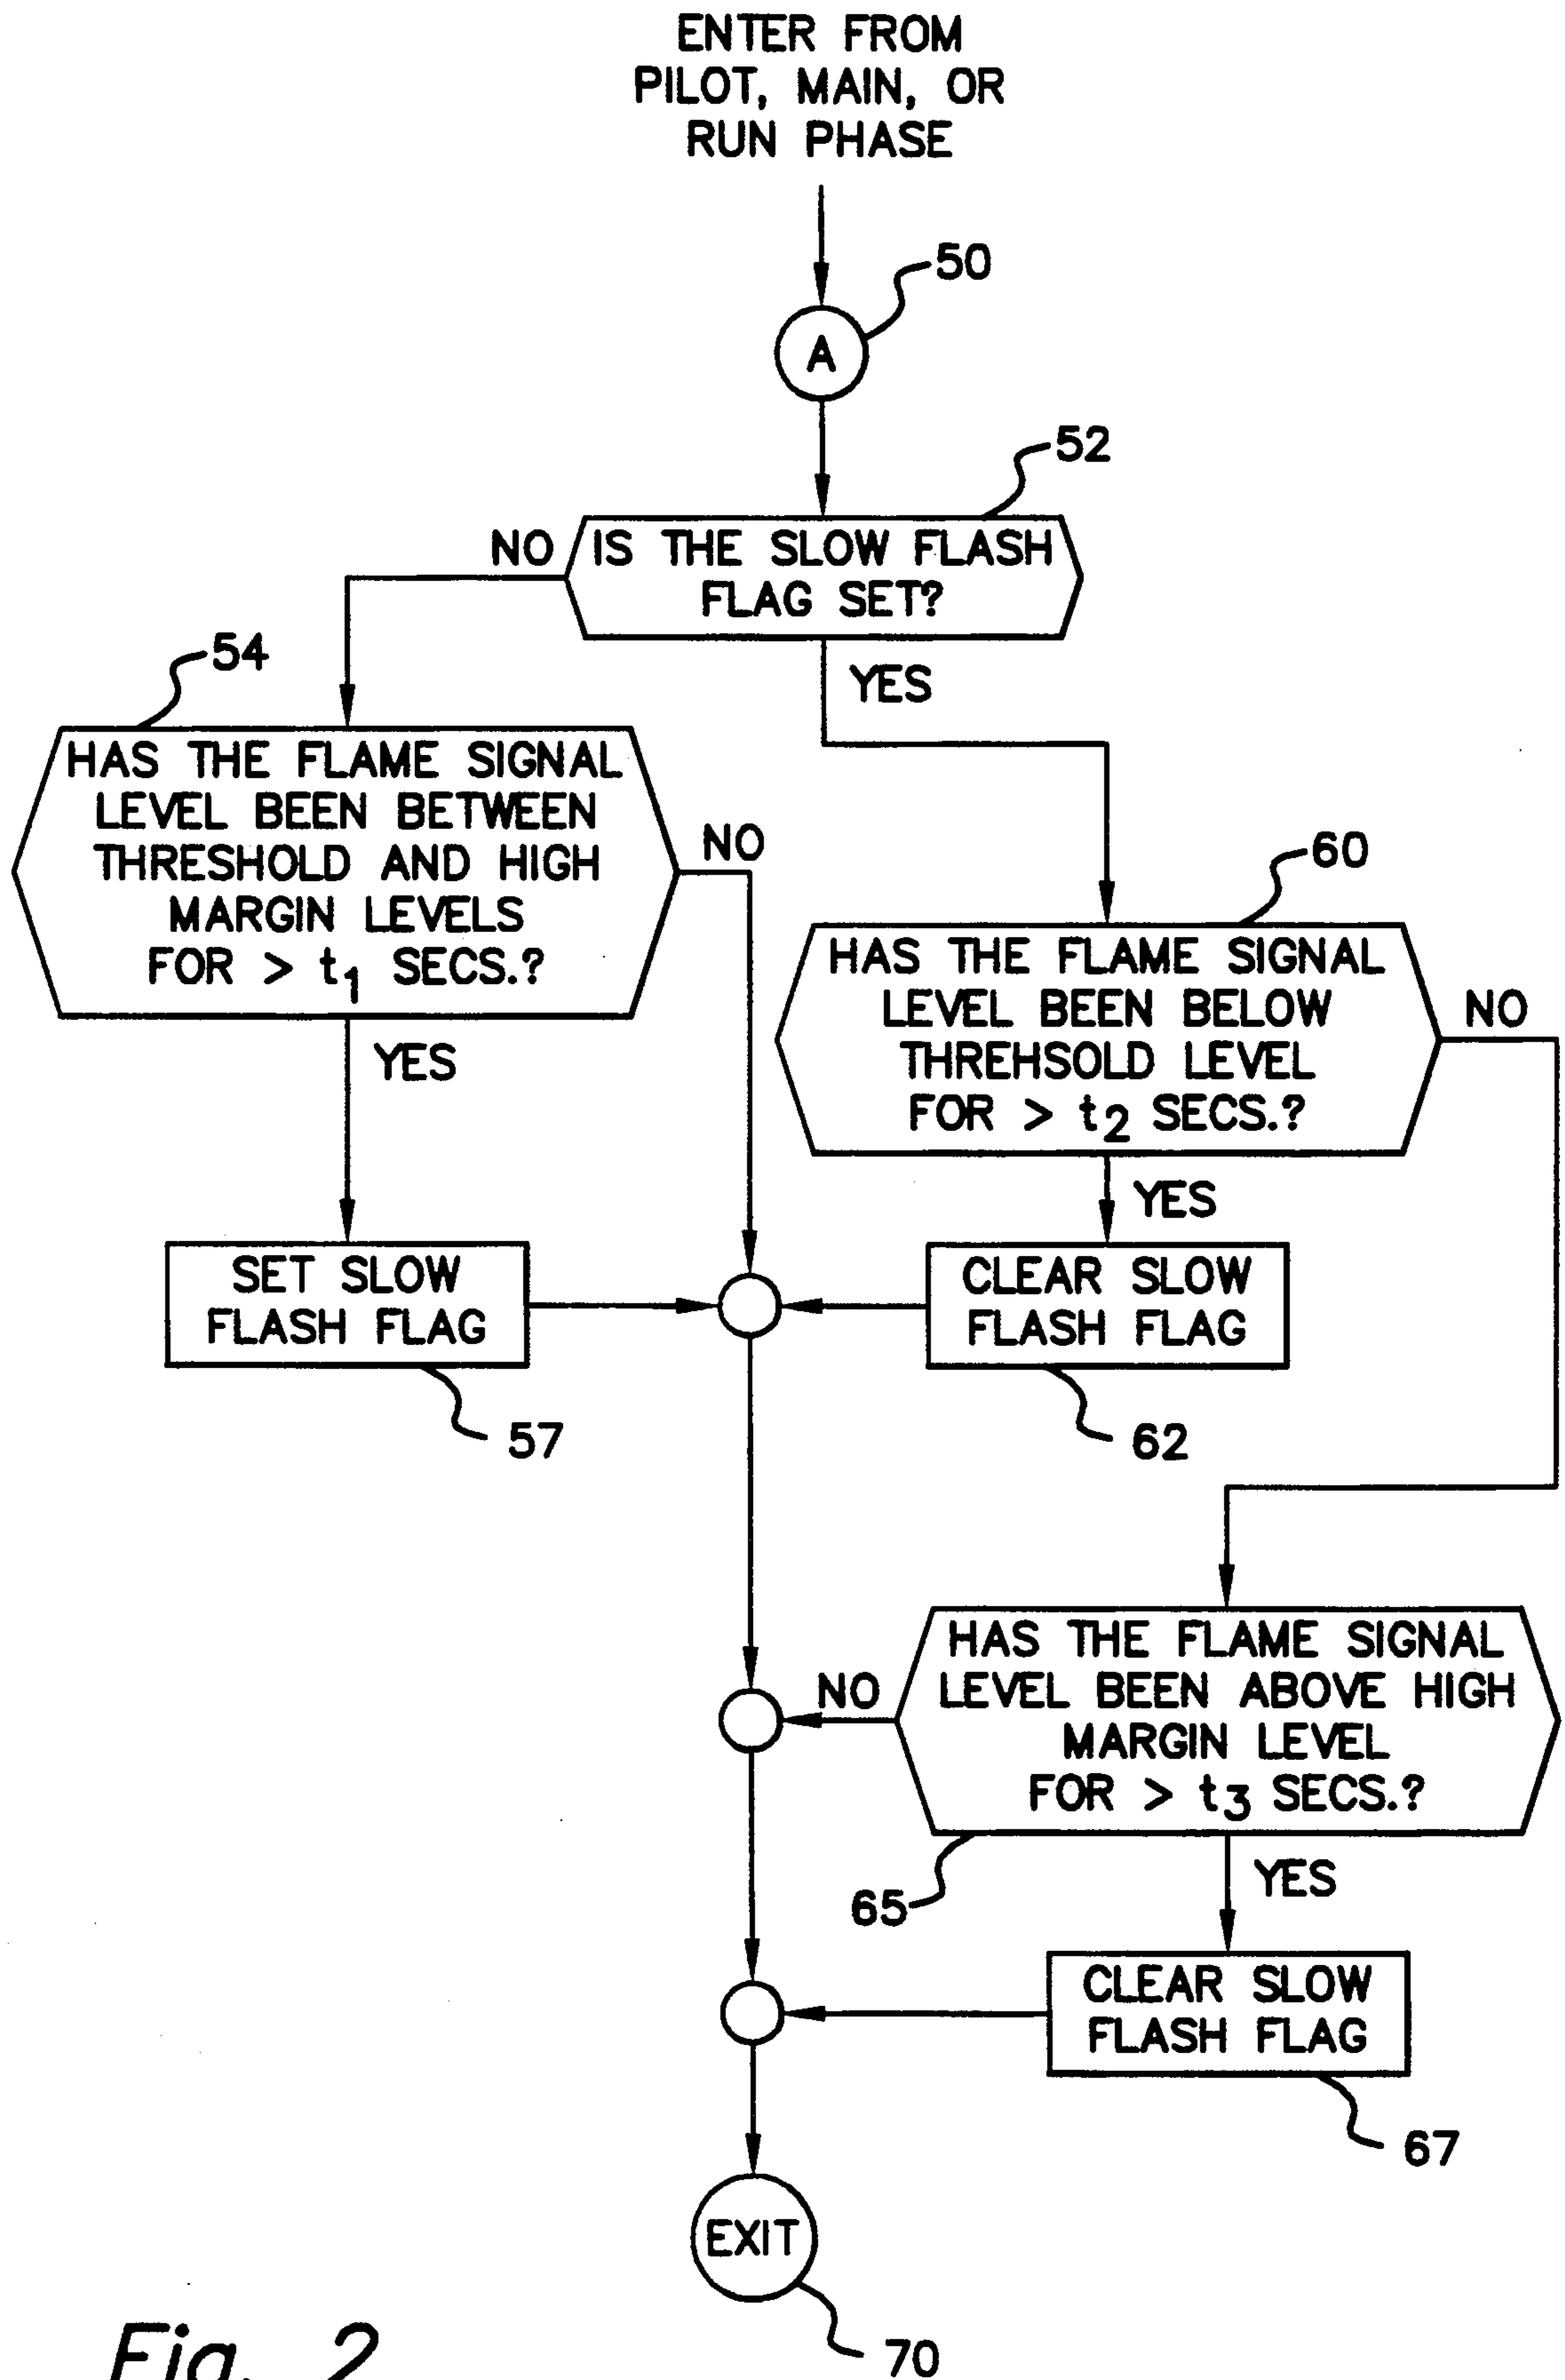 ENTER FROM
PILOT, MAIN, OR
RUN PHASE
50
A
52
NO
IS THE SLOW FLASH
FLAG SET?
YES
54
HAS THE FLAME SIGNAL
LEVEL BEEN BETWEEN
THRESHOLD AND HIGH
MARGIN LEVELS
FOR > t1 SECS.?
NO
YES
60
HAS THE FLAME SIGNAL
LEVEL BEEN BELOW
THREHSOLD LEVEL
FOR > t2 SECS.?
NO
YES
SET SLOW
FLASH FLAG
57
CLEAR SLOW
FLASH FLAG
62
HAS THE FLAME SIGNAL
LEVEL BEEN ABOVE HIGH
MARGIN LEVEL
FOR > t3 SECS.?
NO
65
YES
CLEAR SLOW
FLASH FLAG
67
EXIT
70
Fig. 2